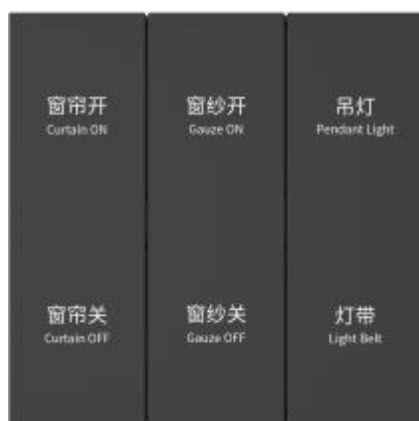 窗帘开
Curtain ON
窗纱开
Gauze ON
吊灯
Pendant Light
窗帘关
Curtain OFF
窗纱关
Gauze OFF
灯带
Light Belt